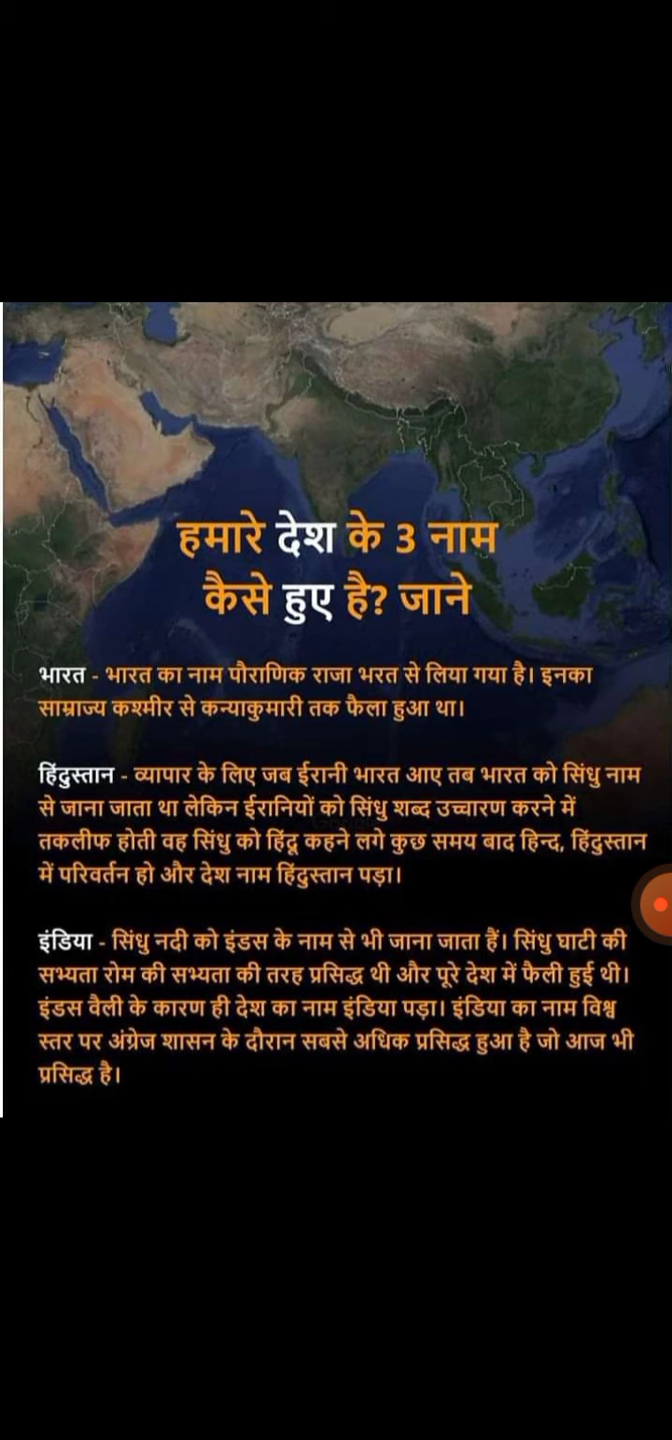 हमारे देश के 3 नाम
कैसे हुए है? जाने
भारत - भारत का नाम पौराणिक राजा भरत से लिया गया है। इनका
साम्राज्य कश्मीर से कन्याकुमारी तक फैला हुआ था।
हिंदुस्तान - व्यापार के लिए जब ईरानी भारत आए तब भारत को सिंधु नाम
से जाना जाता था लेकिन ईरानियों को सिंधु शब्द उच्चारण करने में
तकलीफ होती वह सिंधु को हिंदू कहने लगे कुछ समय बाद हिन्द, हिंदुस्तान
में परिवर्तन हो और देश नाम हिंदुस्तान पड़ा।
इंडिया - सिंधु नदी को इंडस के नाम से भी जाना जाता हैं। सिंधु घाटी की
सभ्यता रोम की सभ्यता की तरह प्रसिद्ध थी और पूरे देश में फैली हुई थी।
इंडस वैली के कारण ही देश का नाम इंडिया पड़ा। इंडिया का नाम विश्व
स्तर पर अंग्रेज शासन के दौरान सबसे अधिक प्रसिद्ध हुआ है जो आज भी
प्रसिद्ध है।